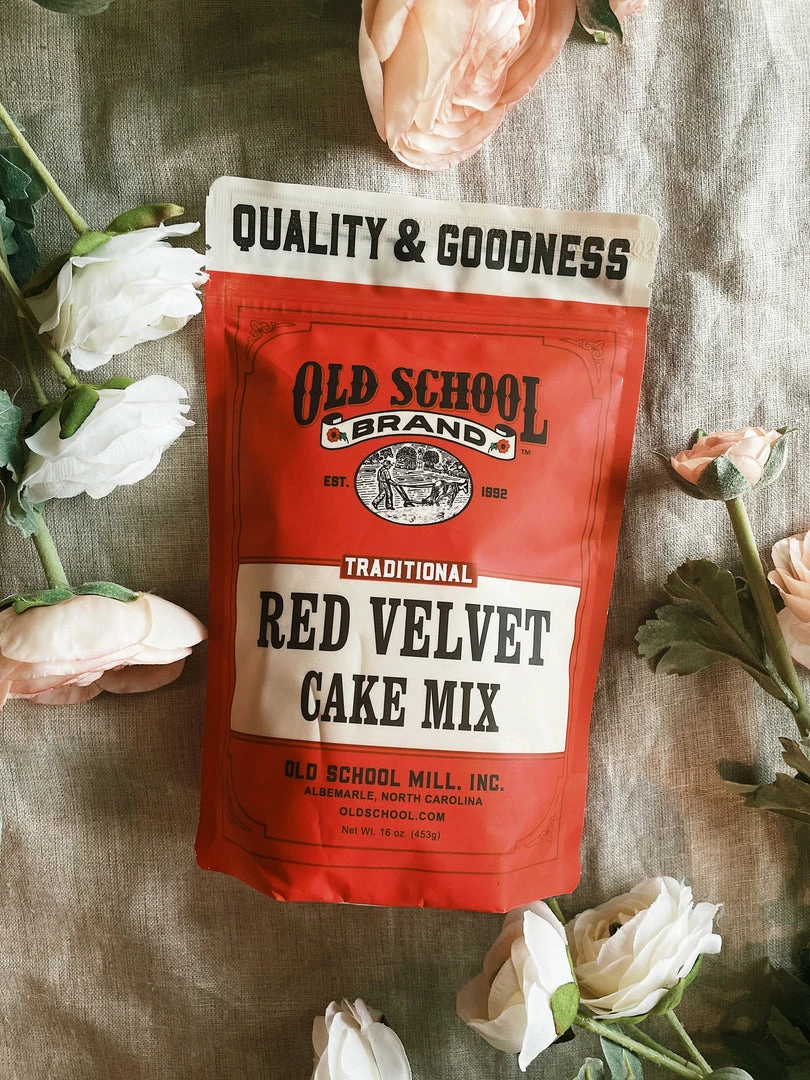 QUALITY & GOODNESS
OLD SCHOOL
BRAND
TM
EST. 1992
TRADITIONAL
RED VELVET
CAKE MIX
OLD SCHOOL MILL, INC.
ALBEMARLE, NORTH CAROLINA
OLDSCHOOL.COM
Net Wt. 16 oz. (453g)